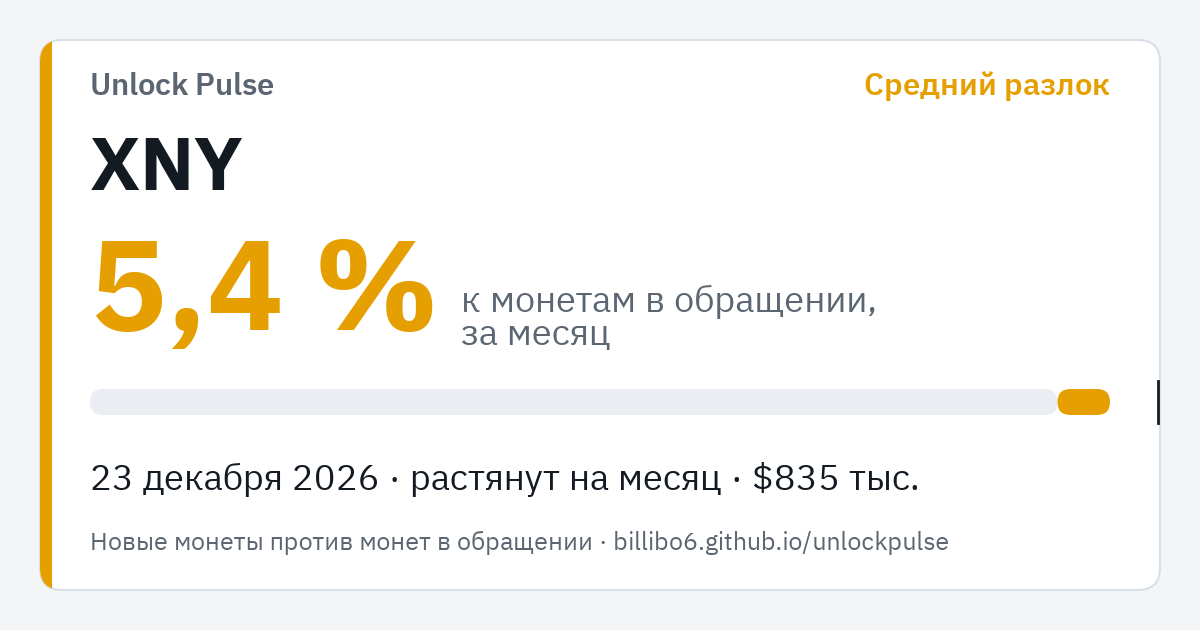 Unlock Pulse
Средний разлок
XNY
5,4 %
к монетам в обращении,
за месяц
23 декабря 2026 · растянут на месяц · $835 тыс.
Новые монеты против монет в обращении · billibo6.github.io/unlockpulse